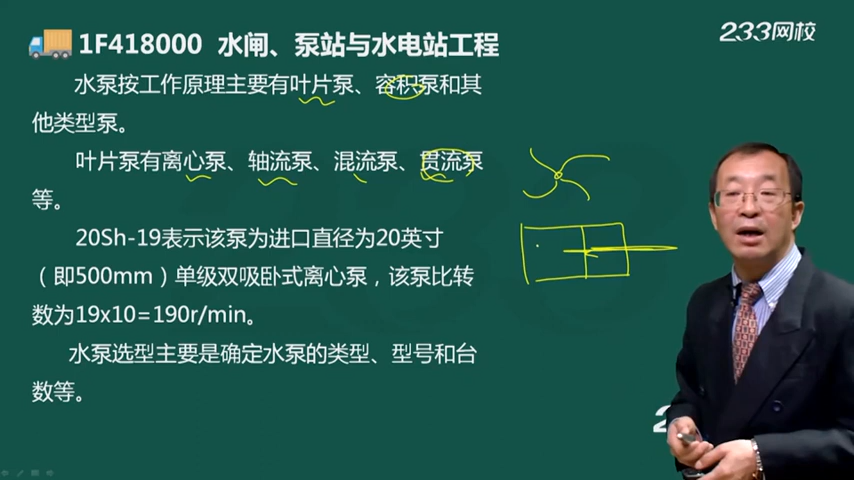 1F418000 水闸、泵站与水电站工程
233网校
水泵按工作原理主要有叶片泵、容积泵和其
他类型泵。
叶片泵有离心泵、轴流泵、混流泵、贯流泵
等。
20Sh-19表示该泵为进口直径为20英寸
（即500mm）单级双吸卧式离心泵，该泵比转
数为19x10=190r/min。
水泵选型主要是确定水泵的类型、型号和台
数等。